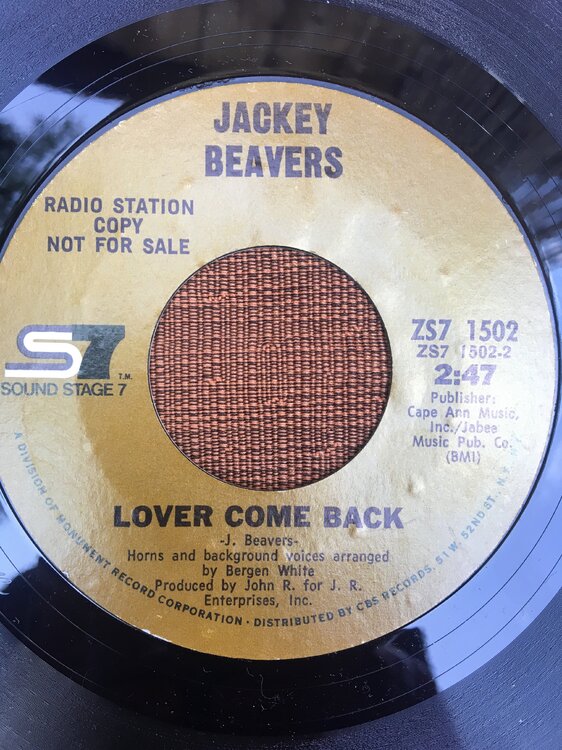 JACKEY
BEAVERS
RADIO STATION
COPY
NOT FOR SALE
S7 T.M.
SOUND STAGE 7
ZS7 1502
ZS7 1502-2
2:47
Publisher:
Cape Ann Music,
Inc./Jabee
Music Pub. Co.
(BMI)
LOVER COME BACK
-J. Beavers-
Horns and background voices arranged
by Bergen White
Produced by John R. for J. R.
Enterprises, Inc.
A DIVISION OF MONUMENT RECORD CORPORATION · DISTRIBUTED BY CBS RECORDS, 51 W. 52ND ST. N.Y.